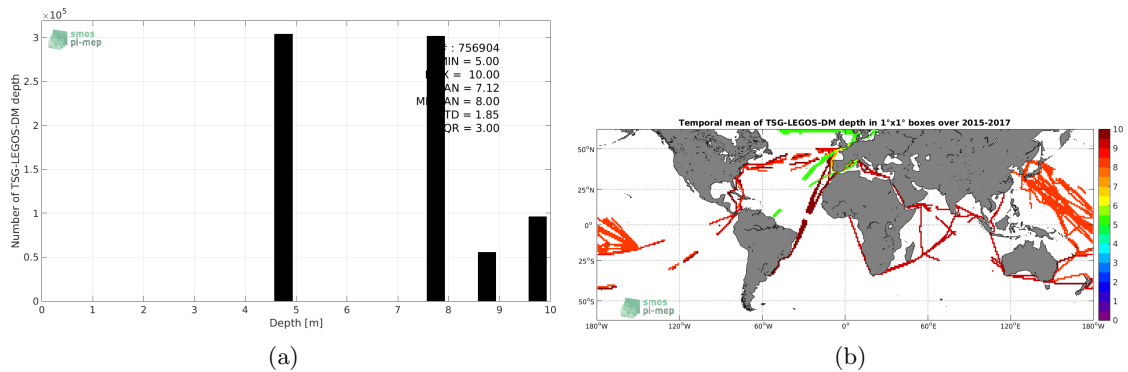 ×10⁵
3
2.5
2
1.5
1
0.5
0
Number of TSG-LEGOS-DM depth
smos
pi-mep
: 756904
IN = 5.00
X = 10.00
AN = 7.12
M AN = 8.00
TD = 1.85
QR = 3.00
0 1 2 3 4 5 6 7 8 9 10
Depth [m]
(a)
Temporal mean of TSG-LEGOS-DM depth in 1°x1° boxes over 2015-2017
50°N
25°N
0°
25°S
50°S
smos
pi-mep
180°W 120°W 60°W 0° 60°E 120°E 180°W
10
9
8
7
6
5
4
3
2
1
0
(b)